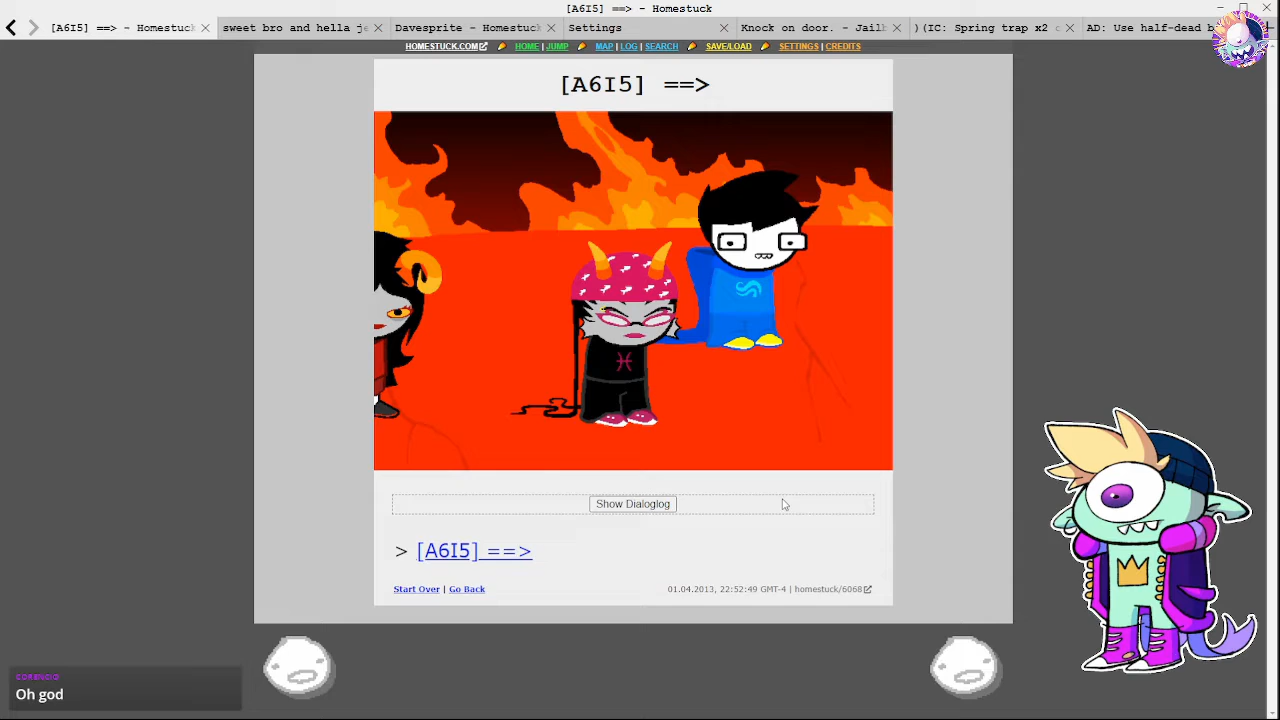 [A6I5] ==> - Homestuck
[A6I5] ==> - Homestuck
sweet bro and hella je
Davesprite - Homestuck
Settings
Knock on door. - Jailb
)(IC: Spring trap x2 c
AD: Use half-dead b
HOMESTUCK.COM
HOME | JUMP
MAP | LOG | SEARCH
SAVE/LOAD
SETTINGS | CREDITS
[A6I5] ==>
Show Dialoglog
> [A6I5] ==>
Start Over | Go Back
01.04.2013, 22:52:49 GMT-4 | homestuck/6068
Oh god